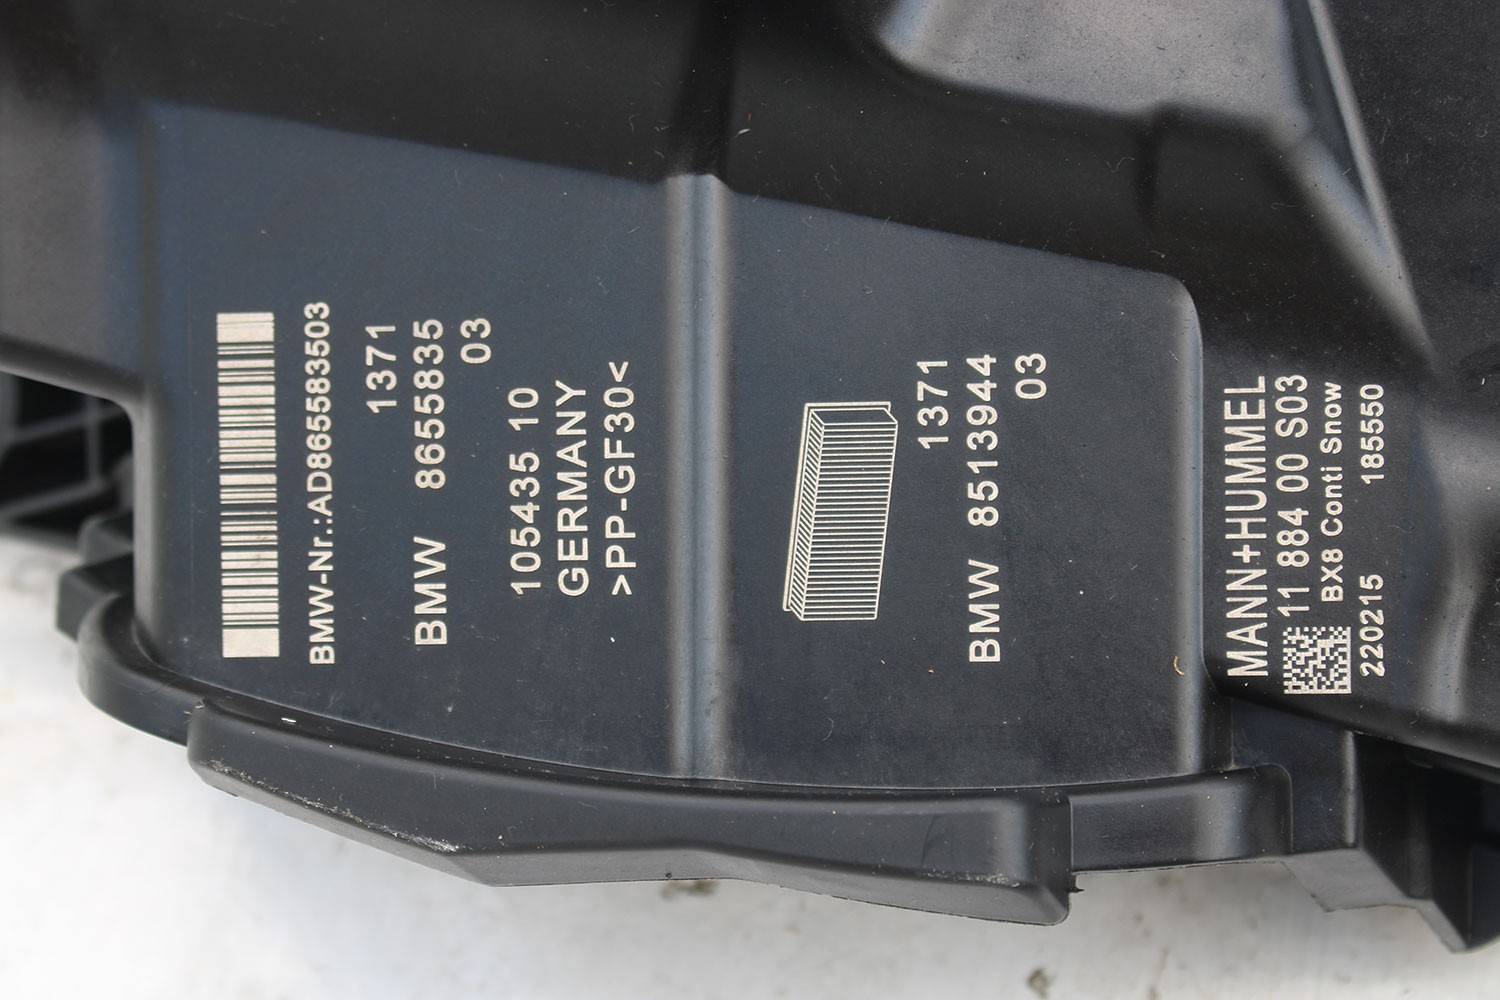 BMW-Nr.:AD865583503
1371
BMW 8655835
03
105435 10
GERMANY
>PP-GF30<
1371
BMW 8513944
03
MANN+HUMMEL
11 884 00 S03
BX8 Conti Snow
220215 185550